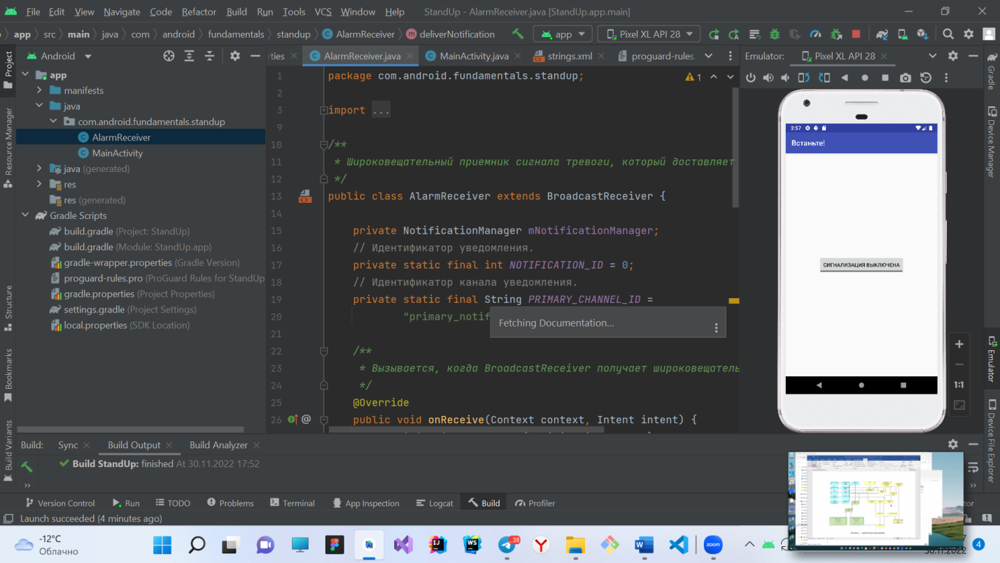 File Edit View Navigate Code Refactor Build Run Tools VCS Window Help StandUp - AlarmReceiver.java [StandUp.app.main]
app src main java com android fundamentals standup AlarmReceiver deliverNotification app Pixel XL API 28
Project
Android
rties AlarmReceiver.java MainActivity.java strings.xml proguard-rules.
Emulator: Pixel XL API 28
app
manifests
java
com.android.fundamentals.standup
AlarmReceiver
MainActivity
java (generated)
res
res (generated)
Gradle Scripts
build.gradle (Project: StandUp)
build.gradle (Module: StandUp.app)
gradle-wrapper.properties (Gradle Version)
proguard-rules.pro (ProGuard Rules for StandUp
gradle.properties (Project Properties)
settings.gradle (Project Settings)
local.properties (SDK Location)
Resource Manager
Structure
Bookmarks
Build Variants
1 package com.android.fundamentals.standup; 1
2
3 import ...
9
10 /**
11 * Широковещательный приемник сигнала тревоги, который доставляет
12 */
13 public class AlarmReceiver extends BroadcastReceiver {
14
15 private NotificationManager mNotificationManager;
16 // Идентификатор уведомления.
17 private static final int NOTIFICATION_ID = 0;
18 // Идентификатор канала уведомления.
19 private static final String PRIMARY_CHANNEL_ID =
20 "primary_notif
Fetching Documentation...
21
22 /**
23 * Вызывается, когда BroadcastReceiver получает широковещатель
24 */
25 @Override
26 public void onReceive(Context context, Intent intent) {
2:57
Встаньте!
СИГНАЛИЗАЦИЯ ВЫКЛЮЧЕНА
1:1
Gradle
Device Manager
Emulator
Device File Explorer
Build: Sync Build Output Build Analyzer
Build StandUp: finished At 30.11.2022 17:52
Version Control Run TODO Problems Terminal App Inspection Logcat Build Profiler
Launch succeeded (4 minutes ago)
-12°C
Облачно
38
zoom
30.11.2022
4